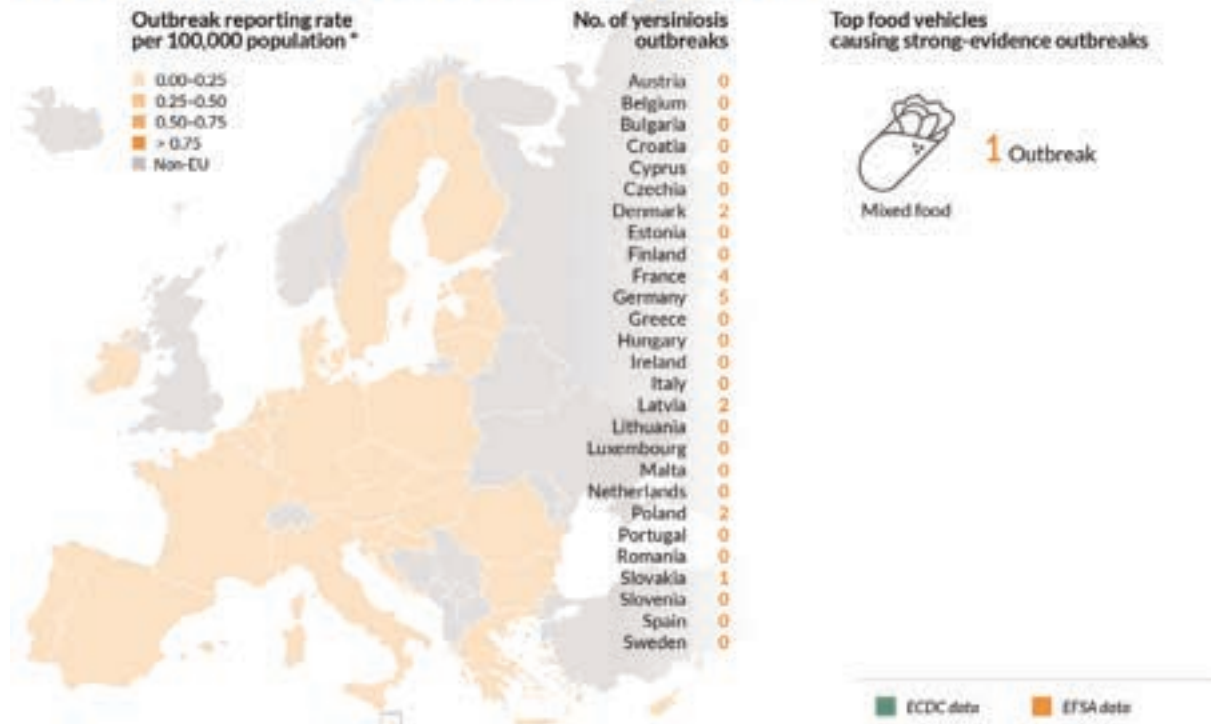 Outbreak reporting rate
per 100,000 population *
0.00–0.25
0.25–0.50
0.50–0.75
> 0.75
Non-EU
No. of yersiniosis
outbreaks
Austria 0
Belgium 0
Bulgaria 0
Croatia 0
Cyprus 0
Czechia 0
Denmark 2
Estonia 0
Finland 0
France 4
Germany 5
Greece 0
Hungary 0
Ireland 0
Italy 0
Latvia 2
Lithuania 0
Luxembourg 0
Malta 0
Netherlands 0
Poland 2
Portugal 0
Romania 0
Slovakia 1
Slovenia 0
Spain 0
Sweden 0
Top food vehicles
causing strong-evidence outbreaks
1 Outbreak
Mixed food
ECDC data
EFSA data